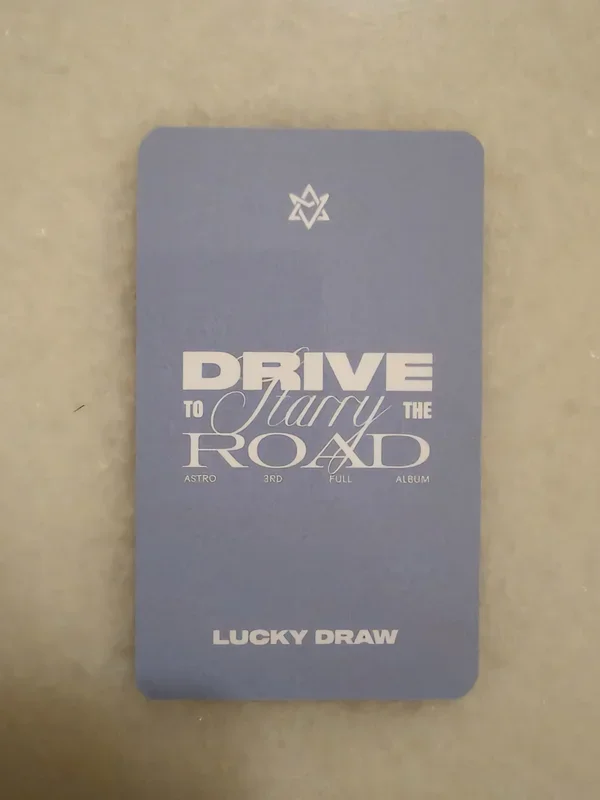 DRIVE
TO Starry THE
ROAD
ASTRO 3RD FULL ALBUM
LUCKY DRAW